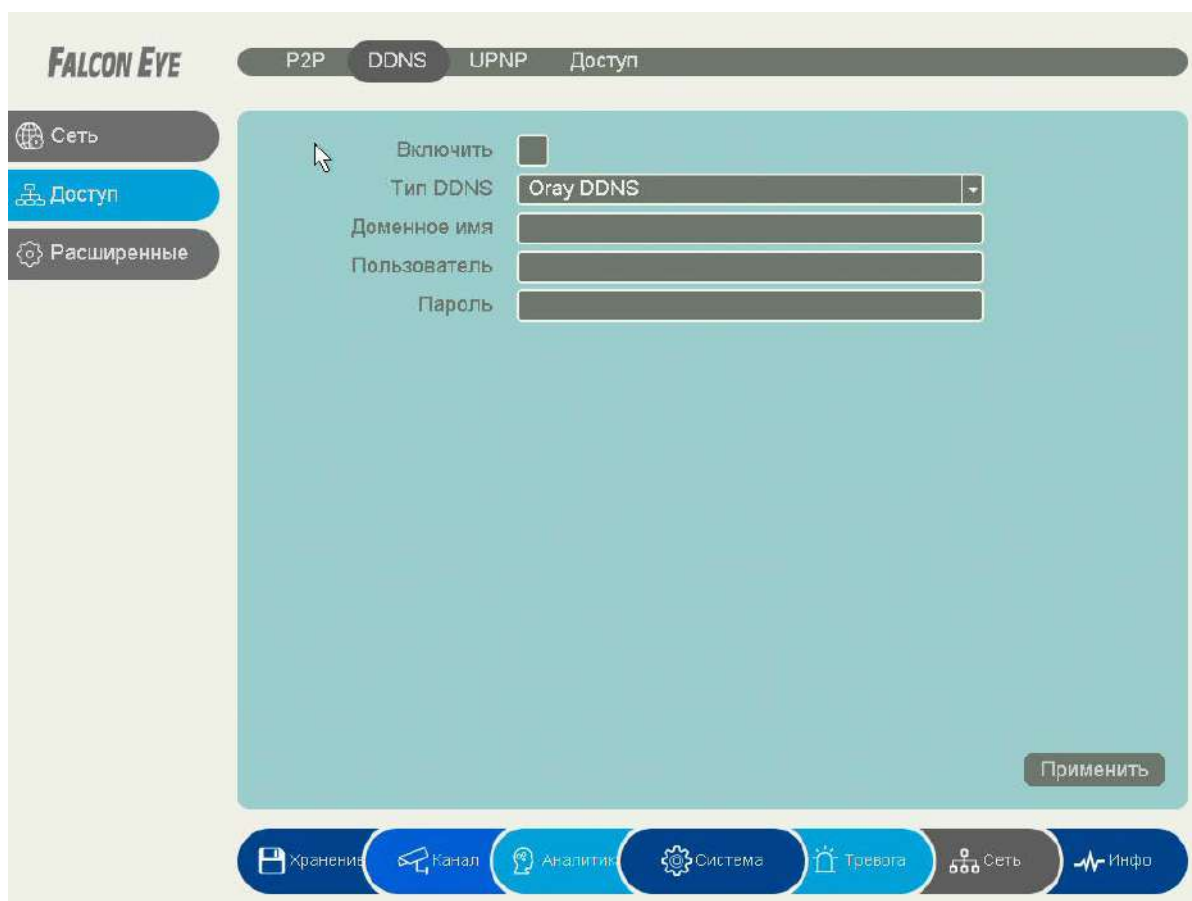 FALCON EYE
P2P DDNS UPNP Доступ
Сеть
Доступ
Расширенные
Включить
Тип DDNS Oray DDNS
Доменное имя
Пользователь
Пароль
Применить
Хранение Канал Аналитик Система Тревога Сеть Инфо